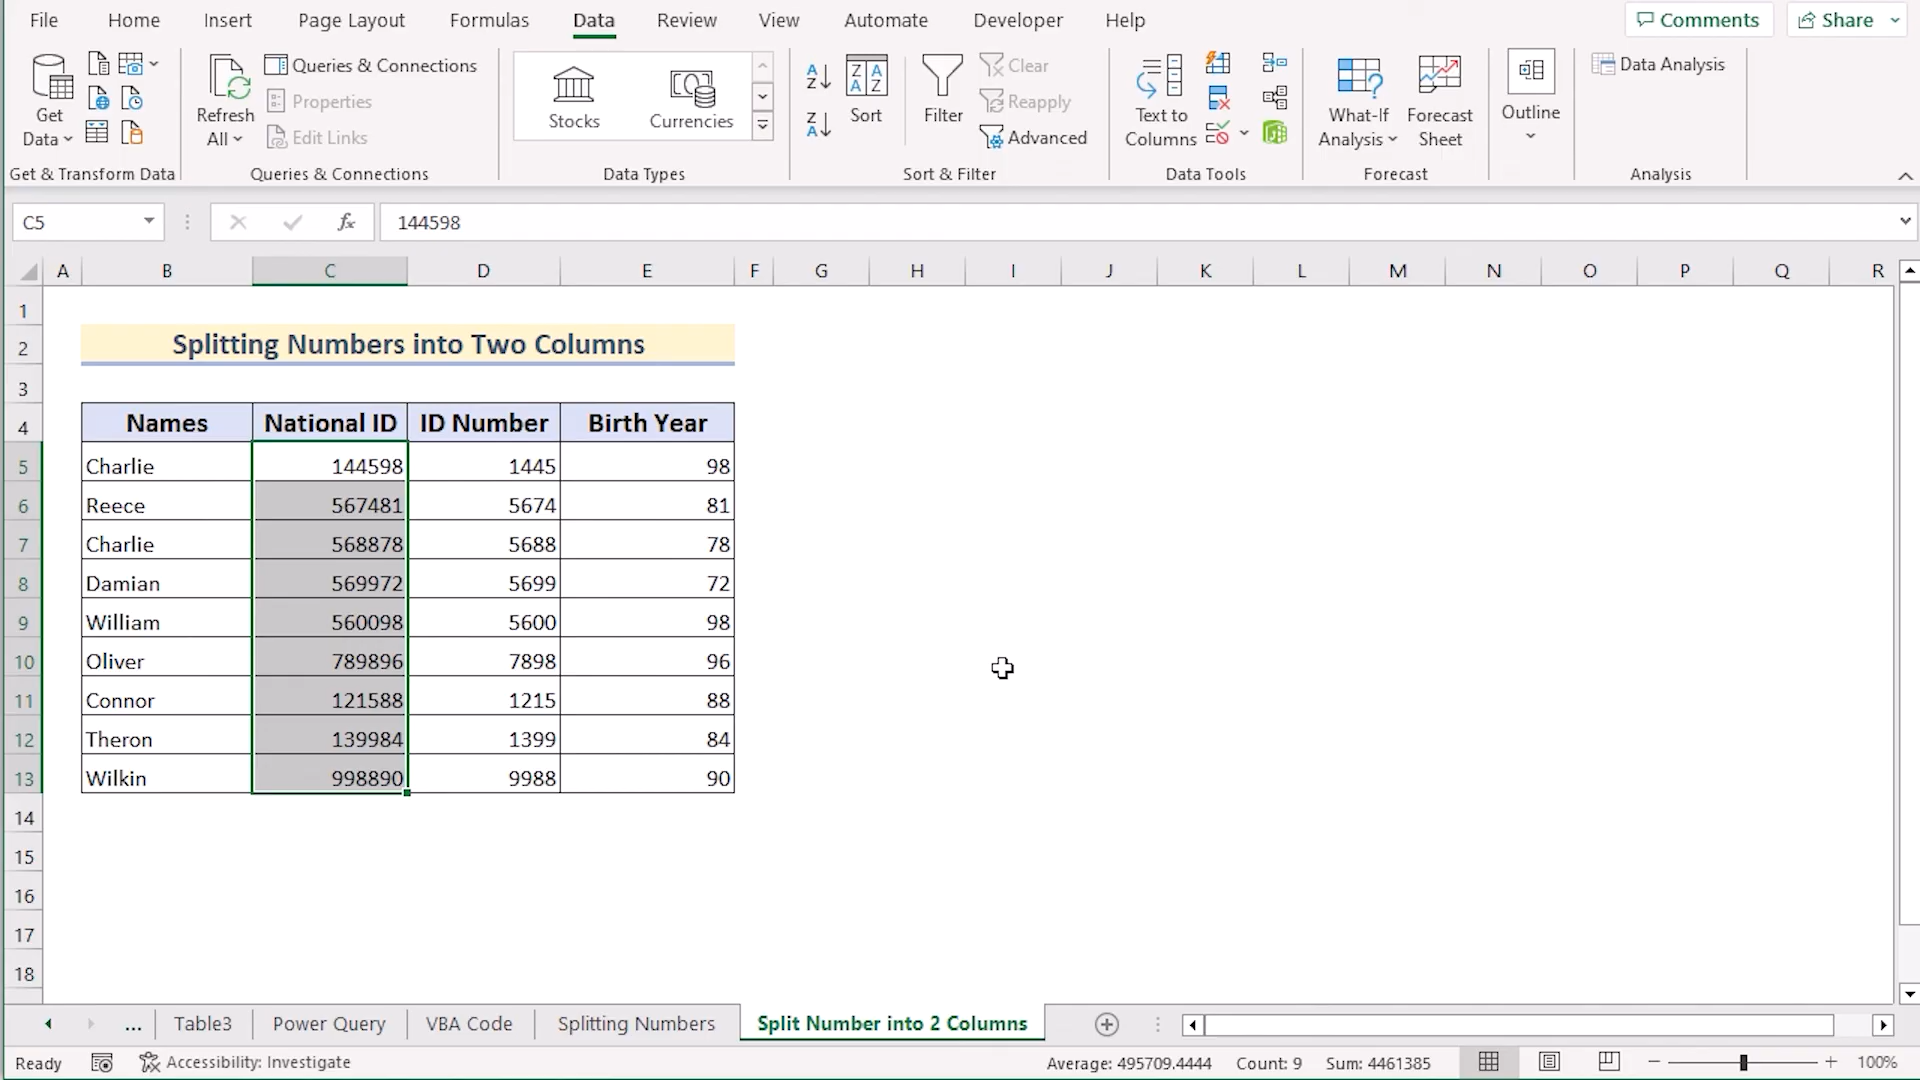 File Home Insert Page Layout Formulas Data Review View Automate Developer Help Comments Share
Get Data Refresh All Queries & Connections Properties Edit Links Stocks Currencies Sort Filter Clear Reapply Advanced Text to Columns What-If Analysis Forecast Sheet Outline Data Analysis
Get & Transform Data Queries & Connections Data Types Sort & Filter Data Tools Forecast Analysis
C5 fx 144598
A B C D E F G H I J K L M N O P Q R
1
2 Splitting Numbers into Two Columns
3
4 Names National ID ID Number Birth Year
5 Charlie 144598 1445 98
6 Reece 567481 5674 81
7 Charlie 568878 5688 78
8 Damian 569972 5699 72
9 William 560098 5600 98
10 Oliver 789896 7898 96
11 Connor 121588 1215 88
12 Theron 139984 1399 84
13 Wilkin 998890 9988 90
14
15
16
17
18
... Table3 Power Query VBA Code Splitting Numbers Split Number into 2 Columns
Ready Accessibility: Investigate Average: 495709.4444 Count: 9 Sum: 4461385 100%